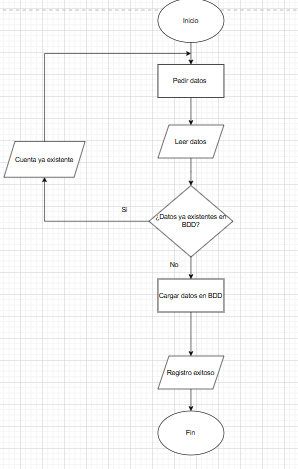 Inicio
Pedir datos
Leer datos
Cuenta ya existente
Si
¿Datos ya existentes en
BDD?
No
Cargar datos en BDD
Registro exitoso
Fin